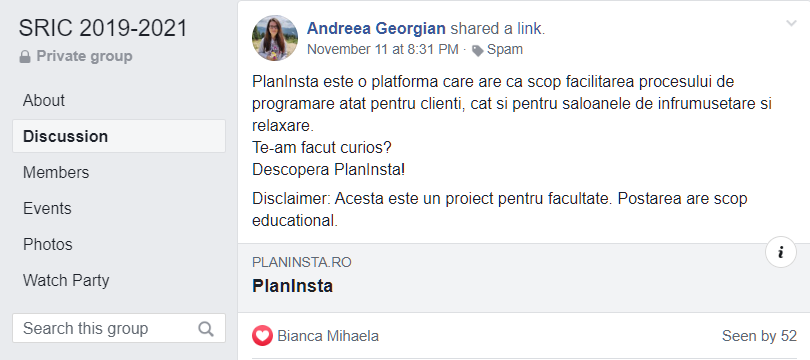 SRIC 2019-2021
Private group
About
Discussion
Members
Events
Photos
Watch Party
Search this group
Andreea Georgian shared a link.
November 11 at 8:31 PM · Spam
PlanInsta este o platforma care are ca scop facilitarea procesului de
programare atat pentru clienti, cat si pentru saloanele de infrumusetare si
relaxare.
Te-am facut curios?
Descopera PlanInsta!
Disclaimer: Acesta este un proiect pentru facultate. Postarea are scop
educational.
PLANINSTA.RO
PlanInsta
i
Bianca Mihaela
Seen by 52